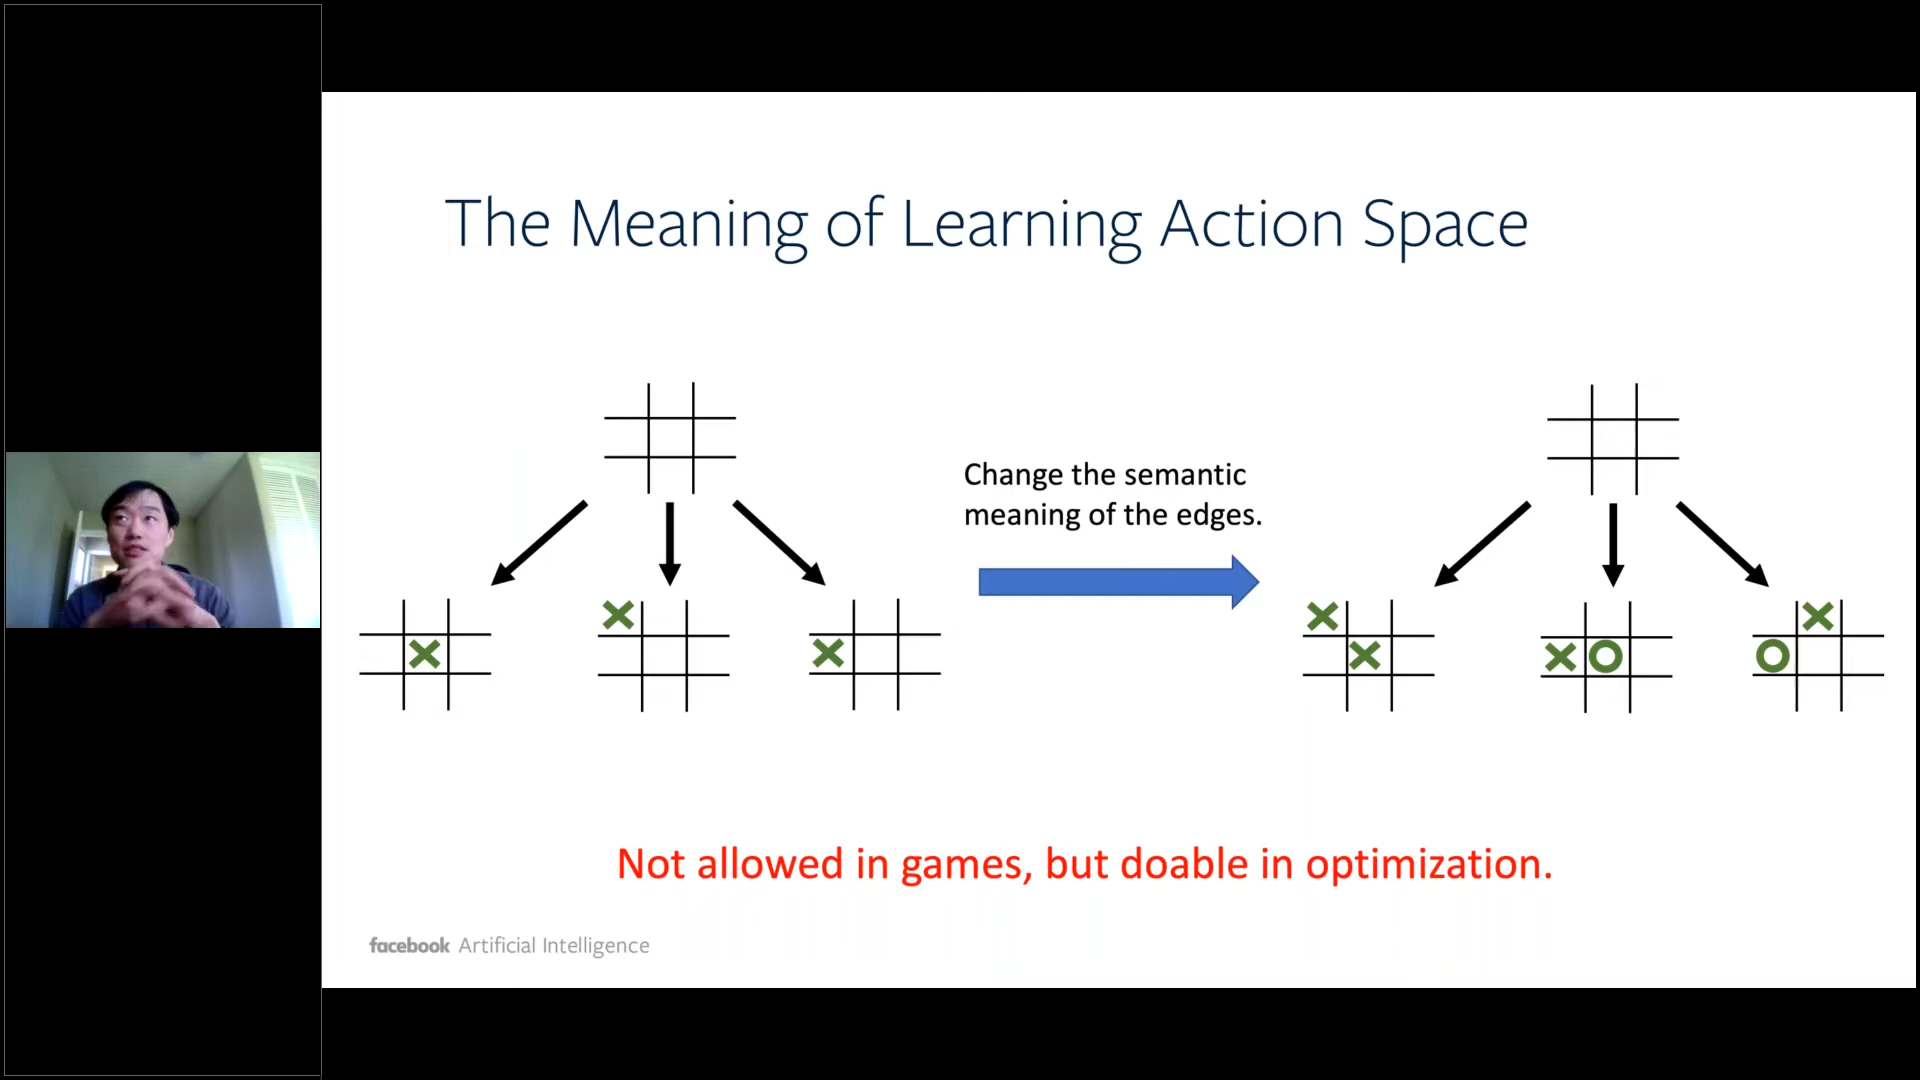 The Meaning of Learning Action Space
Change the semantic
meaning of the edges.
Not allowed in games, but doable in optimization.
facebook Artificial Intelligence